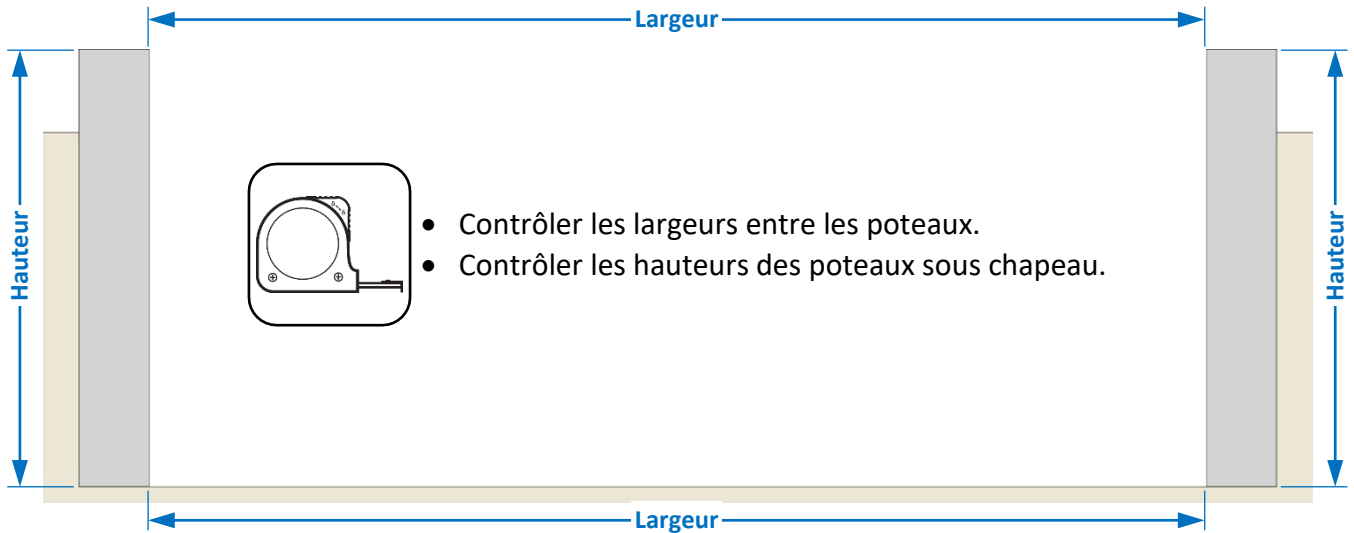 Largeur
Hauteur
• Contrôler les largeurs entre les poteaux.
• Contrôler les hauteurs des poteaux sous chapeau.
Hauteur
Largeur